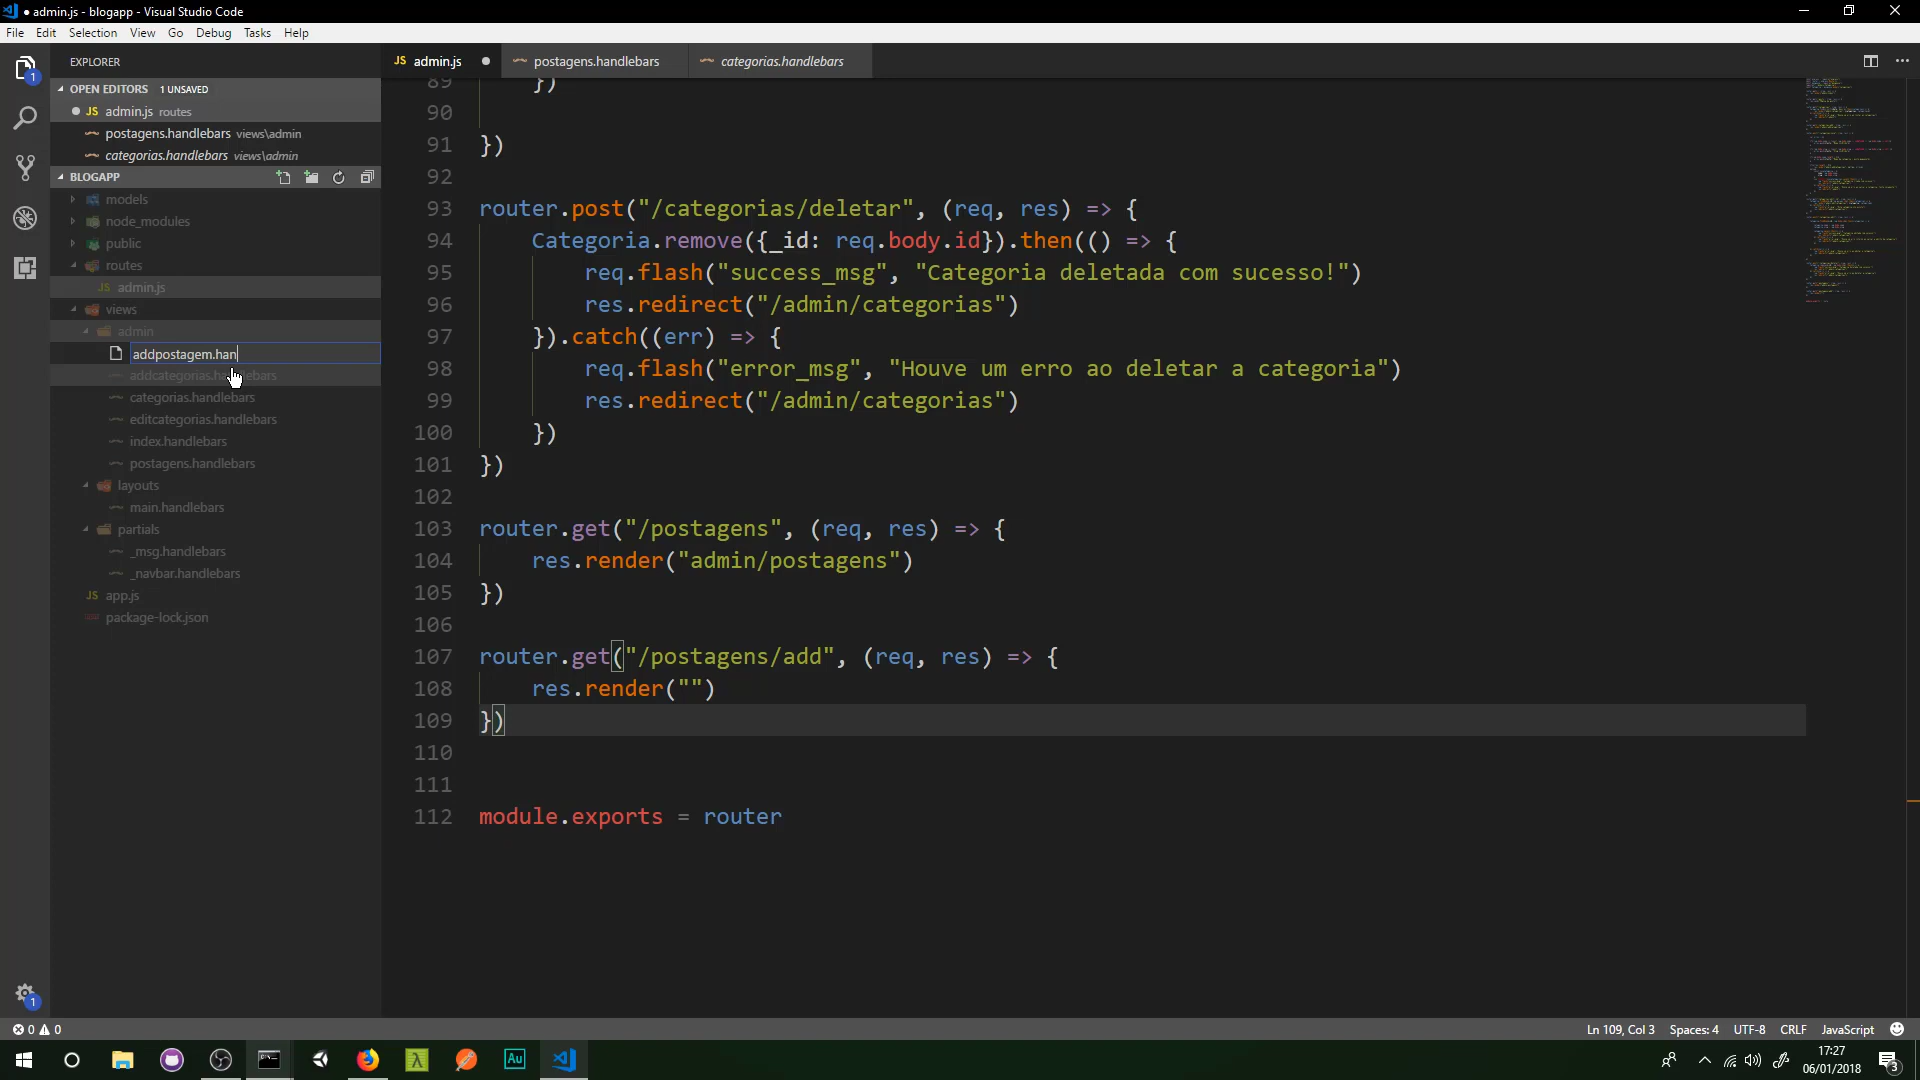 ● admin.js - blogapp - Visual Studio Code
File Edit Selection View Go Debug Tasks Help
EXPLORER
JS admin.js
postagens.handlebars
categorias.handlebars
OPEN EDITORS 1 UNSAVED
JS admin.js routes
postagens.handlebars views\admin
categorias.handlebars views\admin
BLOGAPP
models
node_modules
public
routes
JS admin.js
views
admin
addpostagem.han
addcategorias.handlebars
categorias.handlebars
editcategorias.handlebars
index.handlebars
postagens.handlebars
layouts
main.handlebars
partials
_msg.handlebars
_navbar.handlebars
JS app.js
package-lock.json
89 })
90
91 })
92
93 router.post("/categorias/deletar", (req, res) => {
94 Categoria.remove({_id: req.body.id}).then(() => {
95 req.flash("success_msg", "Categoria deletada com sucesso!")
96 res.redirect("/admin/categorias")
97 }).catch((err) => {
98 req.flash("error_msg", "Houve um erro ao deletar a categoria")
99 res.redirect("/admin/categorias")
100 })
101 })
102
103 router.get("/postagens", (req, res) => {
104 res.render("admin/postagens")
105 })
106
107 router.get("/postagens/add", (req, res) => {
108 res.render("")
109 })
110
111
112 module.exports = router
1
1
0 0
Ln 109, Col 3 Spaces: 4 UTF-8 CRLF JavaScript
Au
17:27
06/01/2018
3